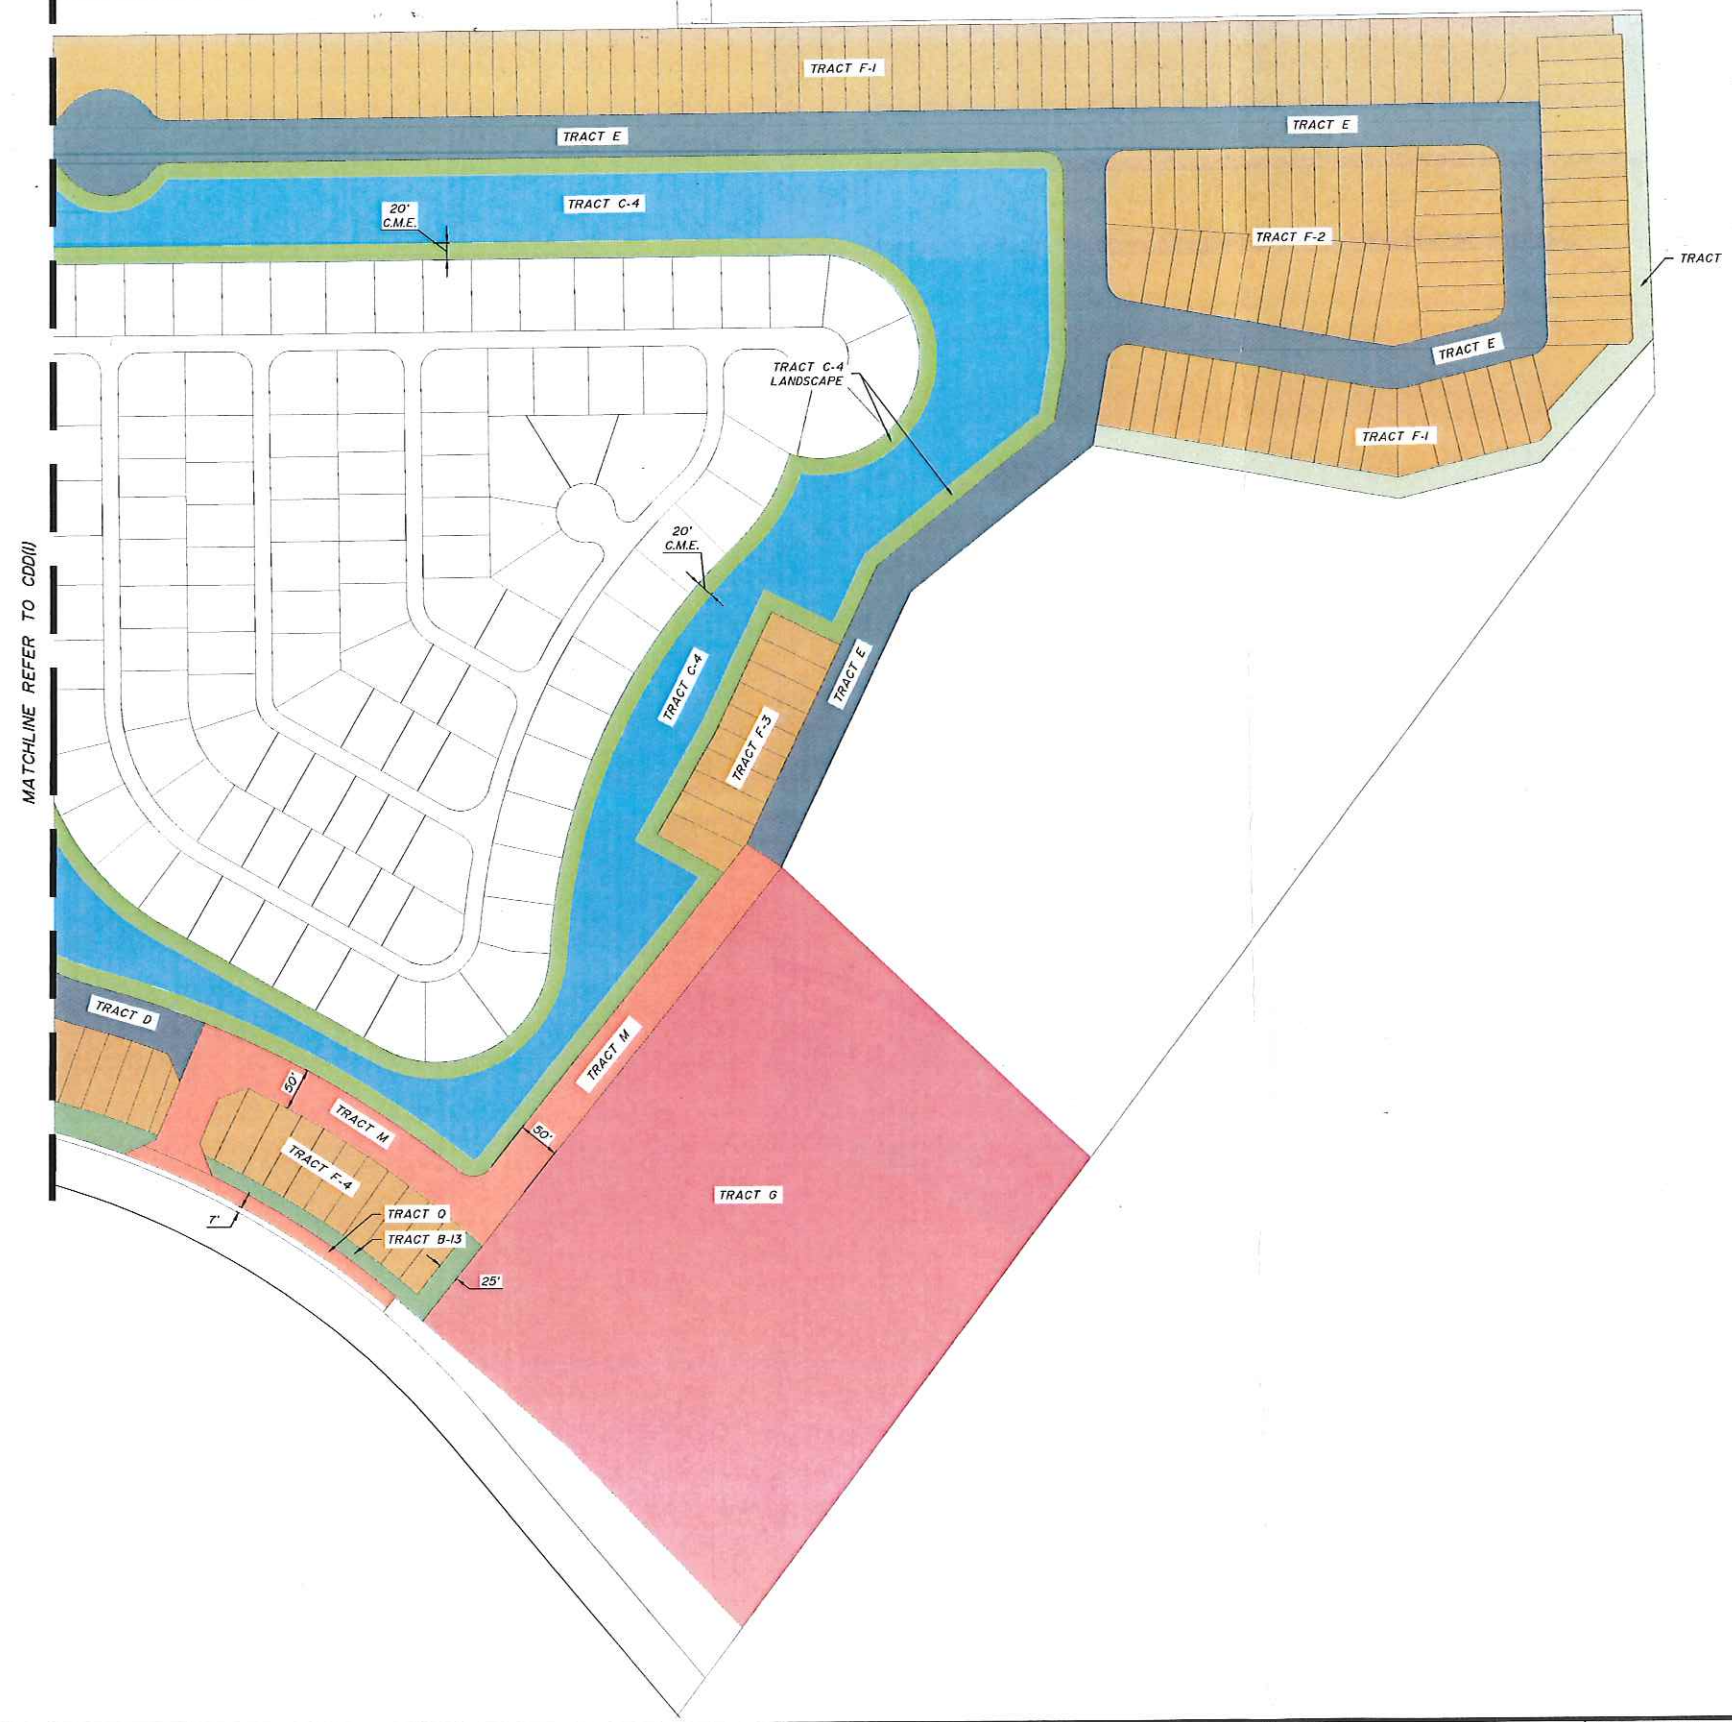 TRACT F-1
TRACT E
TRACT E
20'
C.M.E.
TRACT C-4
TRACT F-2
TRACT
TRACT E
TRACT C-4
LANDSCAPE
TRACT F-1
MATCHLINE REFER TO CDD(1)
20'
C.M.E.
TRACT C-4
TRACT E
TRACT F-3
TRACT D
TRACT M
50'
TRACT M
50'
TRACT F-4
TRACT G
7'
TRACT O
TRACT B-13
25'